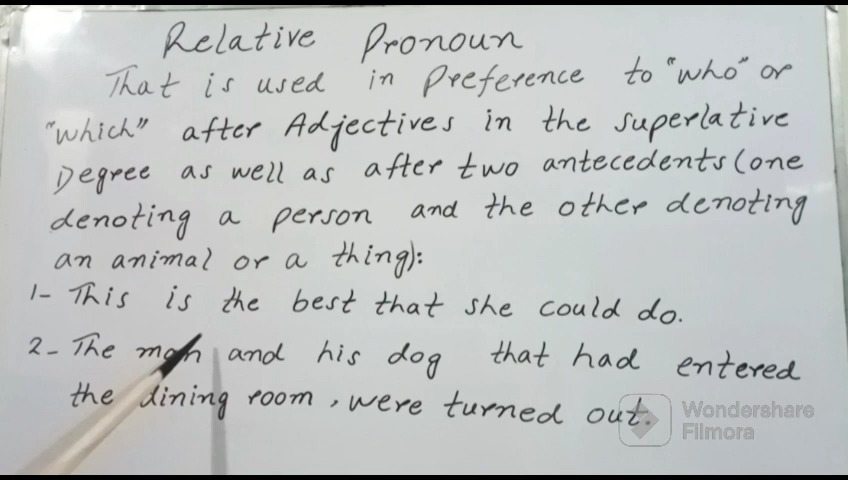 Relative Pronoun
That is used in Preference to "who" or
"which" after Adjectives in the superlative
Degree as well as after two antecedents (one
denoting a person and the other denoting
an animal or a thing):
1- This is the best that she could do.
2- The man and his dog that had entered
the dining room, were turned out.
Wondershare
Filmora